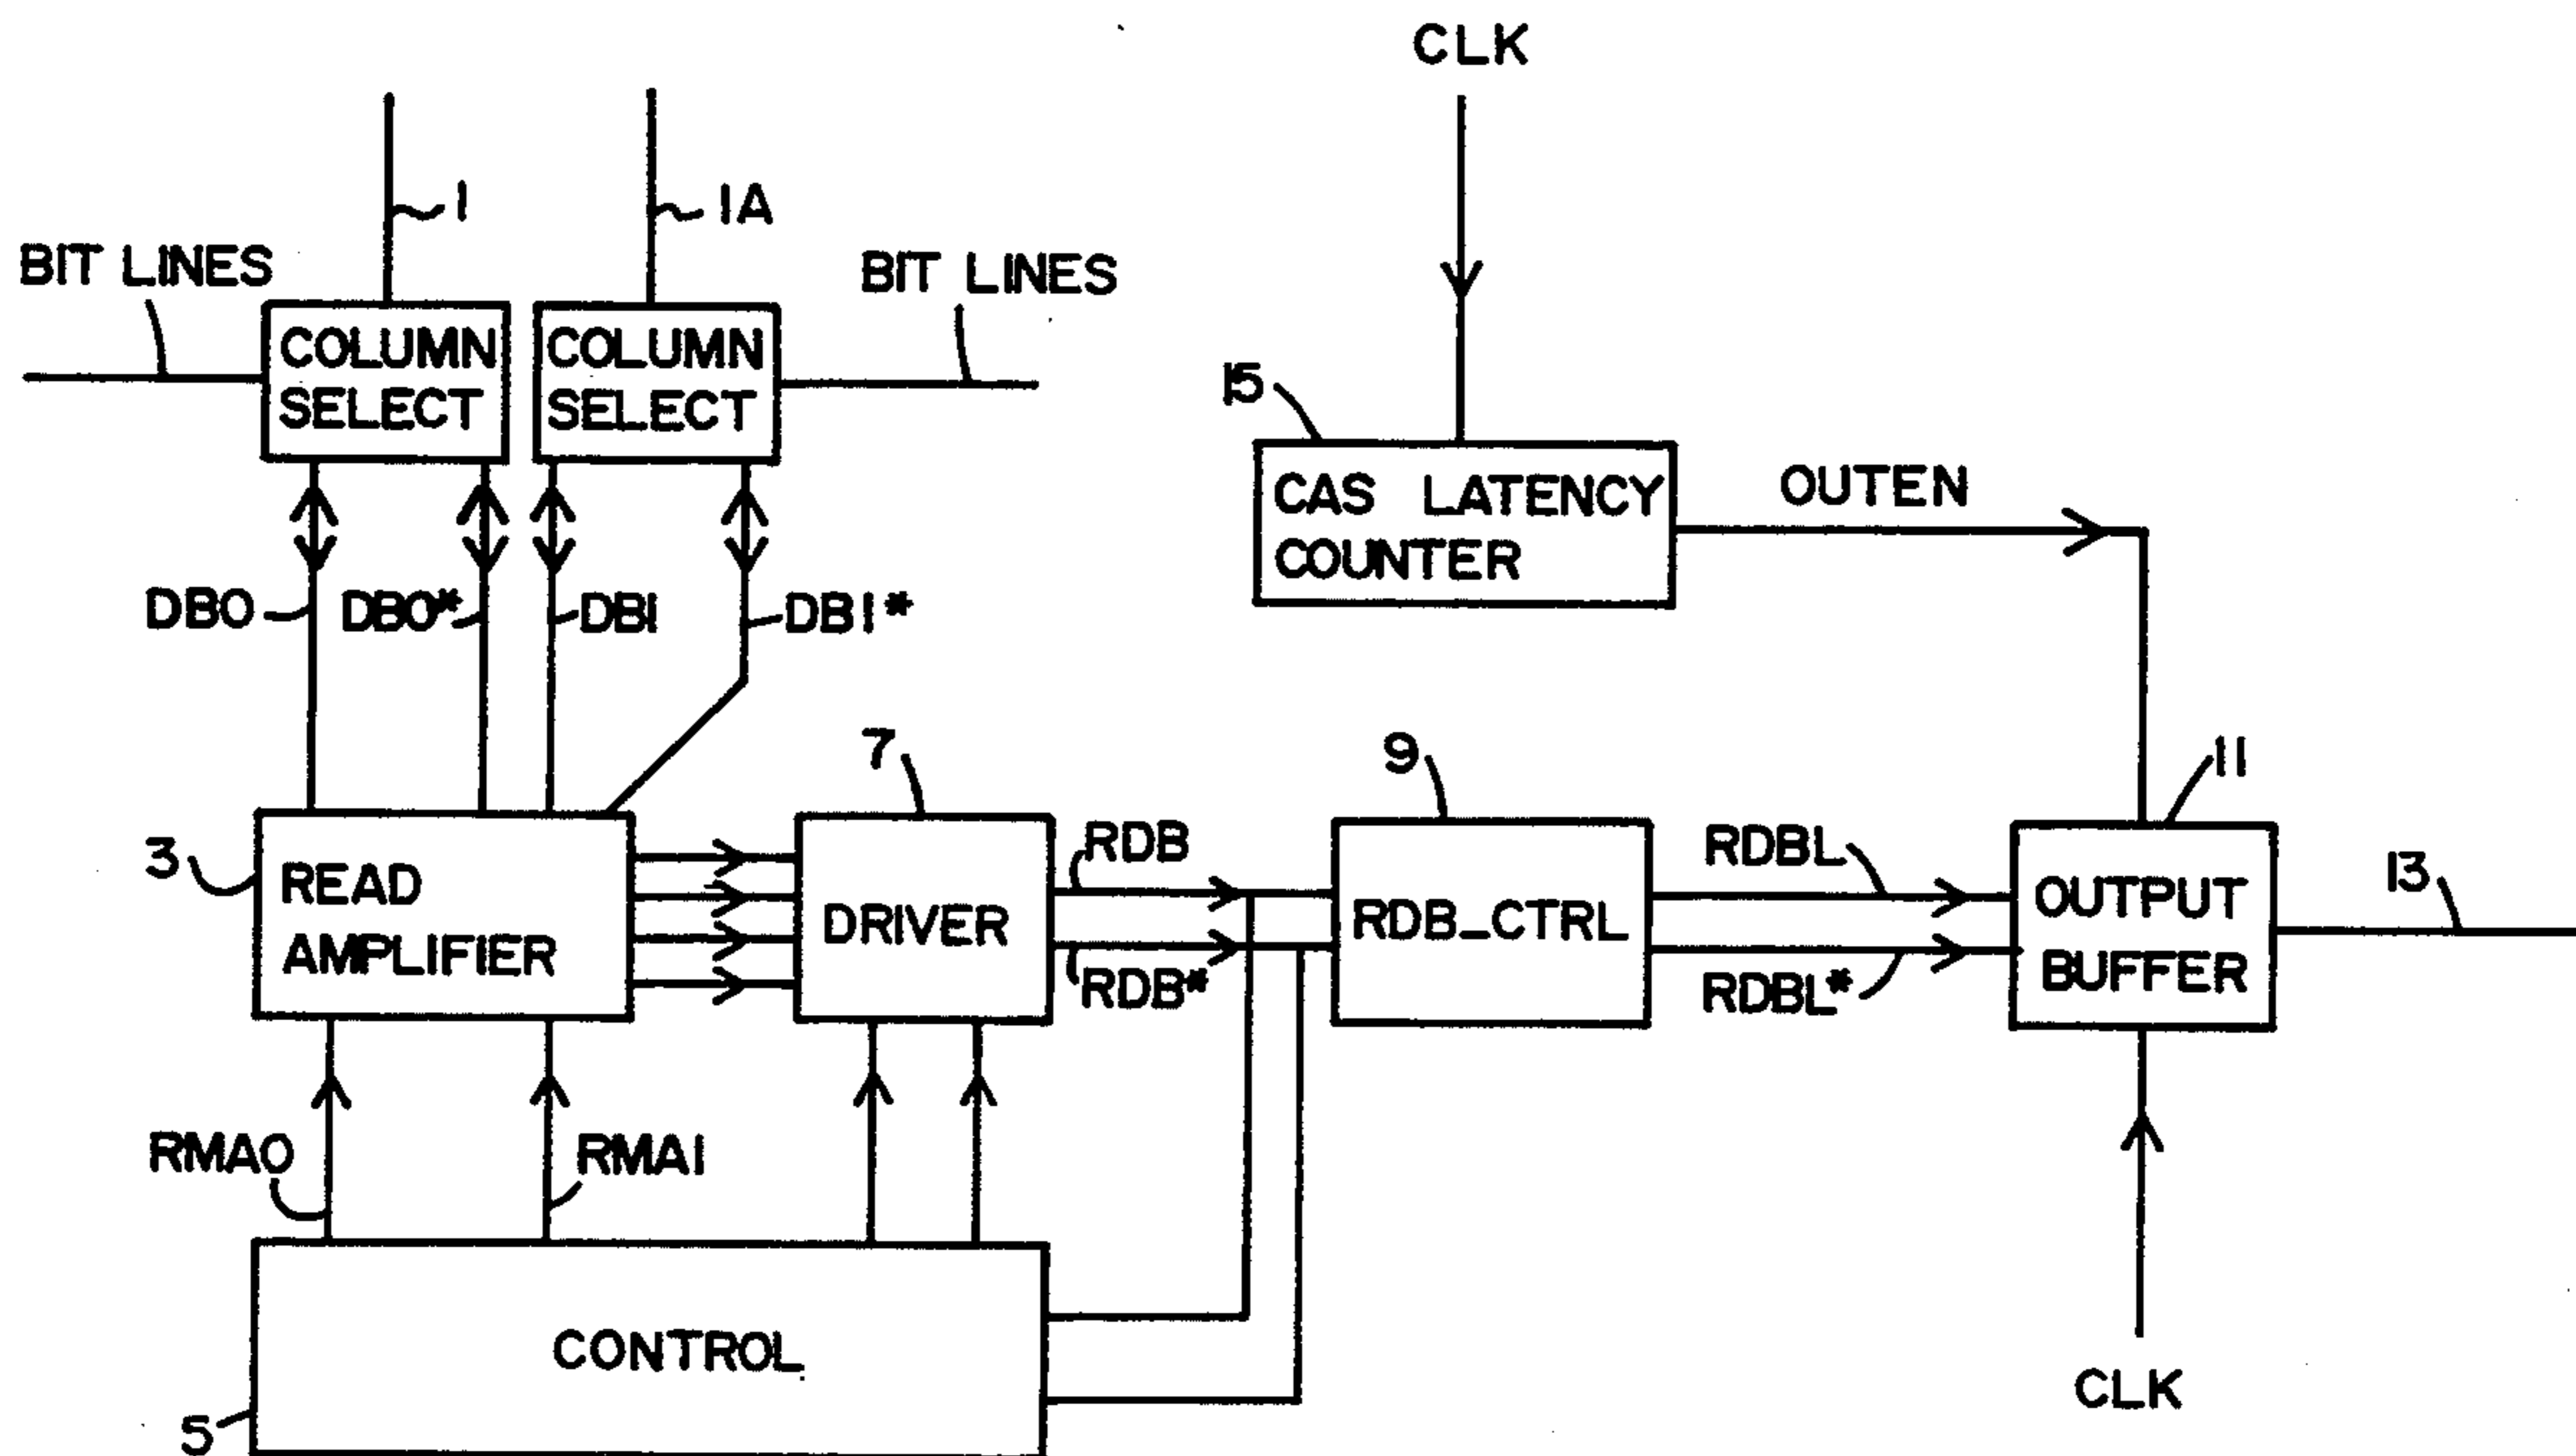 CLK
1
1A
BIT LINES
BIT LINES
COLUMN
SELECT
COLUMN
SELECT
15
CAS LATENCY
COUNTER
OUTEN
DB0
DB0*
DB1
DB1*
7
9
11
3
READ
AMPLIFIER
DRIVER
RDB
RDB*
RDB_CTRL
RDBL
RDBL*
OUTPUT
BUFFER
13
RMA0
RMA1
CONTROL
5
CLK